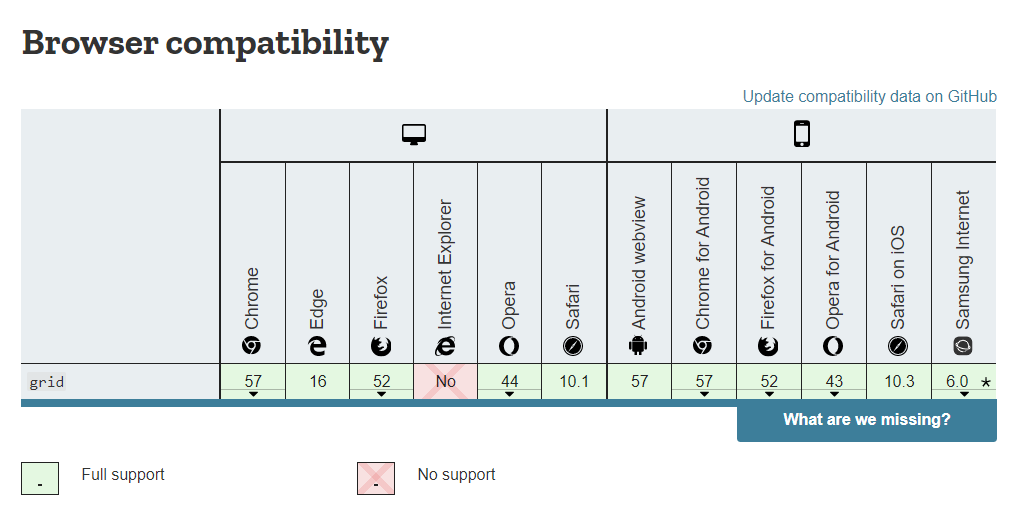 Browser compatibility
Update compatibility data on GitHub
Chrome
Edge
Firefox
Internet Explorer
Opera
Safari
Android webview
Chrome for Android
Firefox for Android
Opera for Android
Safari on iOS
Samsung Internet
grid 57 16 52 No 44 10.1 57 57 52 43 10.3 6.0 *
What are we missing?
- Full support - No support